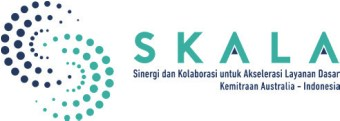 SKALA
Sinergi dan Kolaborasi untuk Akselerasi Layanan Dasar
Kemitraan Australia - Indonesia